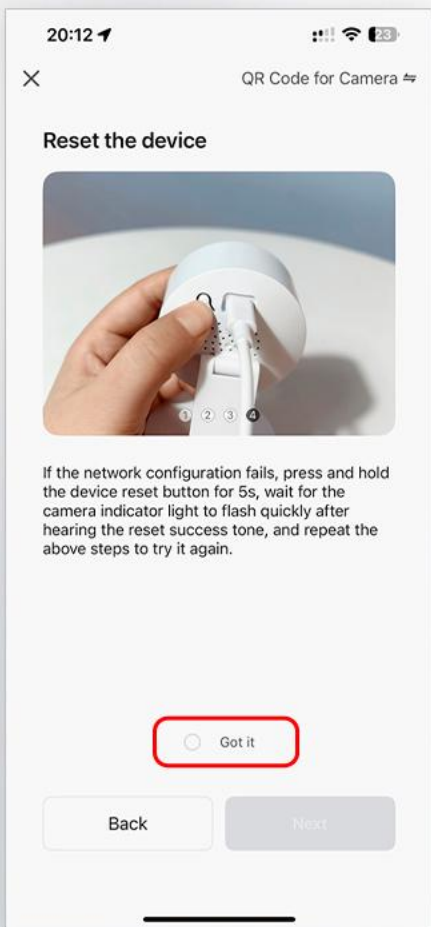 20:12
23
QR Code for Camera
Reset the device
1 2 3 4
If the network configuration fails, press and hold
the device reset button for 5s, wait for the
camera indicator light to flash quickly after
hearing the reset success tone, and repeat the
above steps to try it again.
Got it
Back
Next